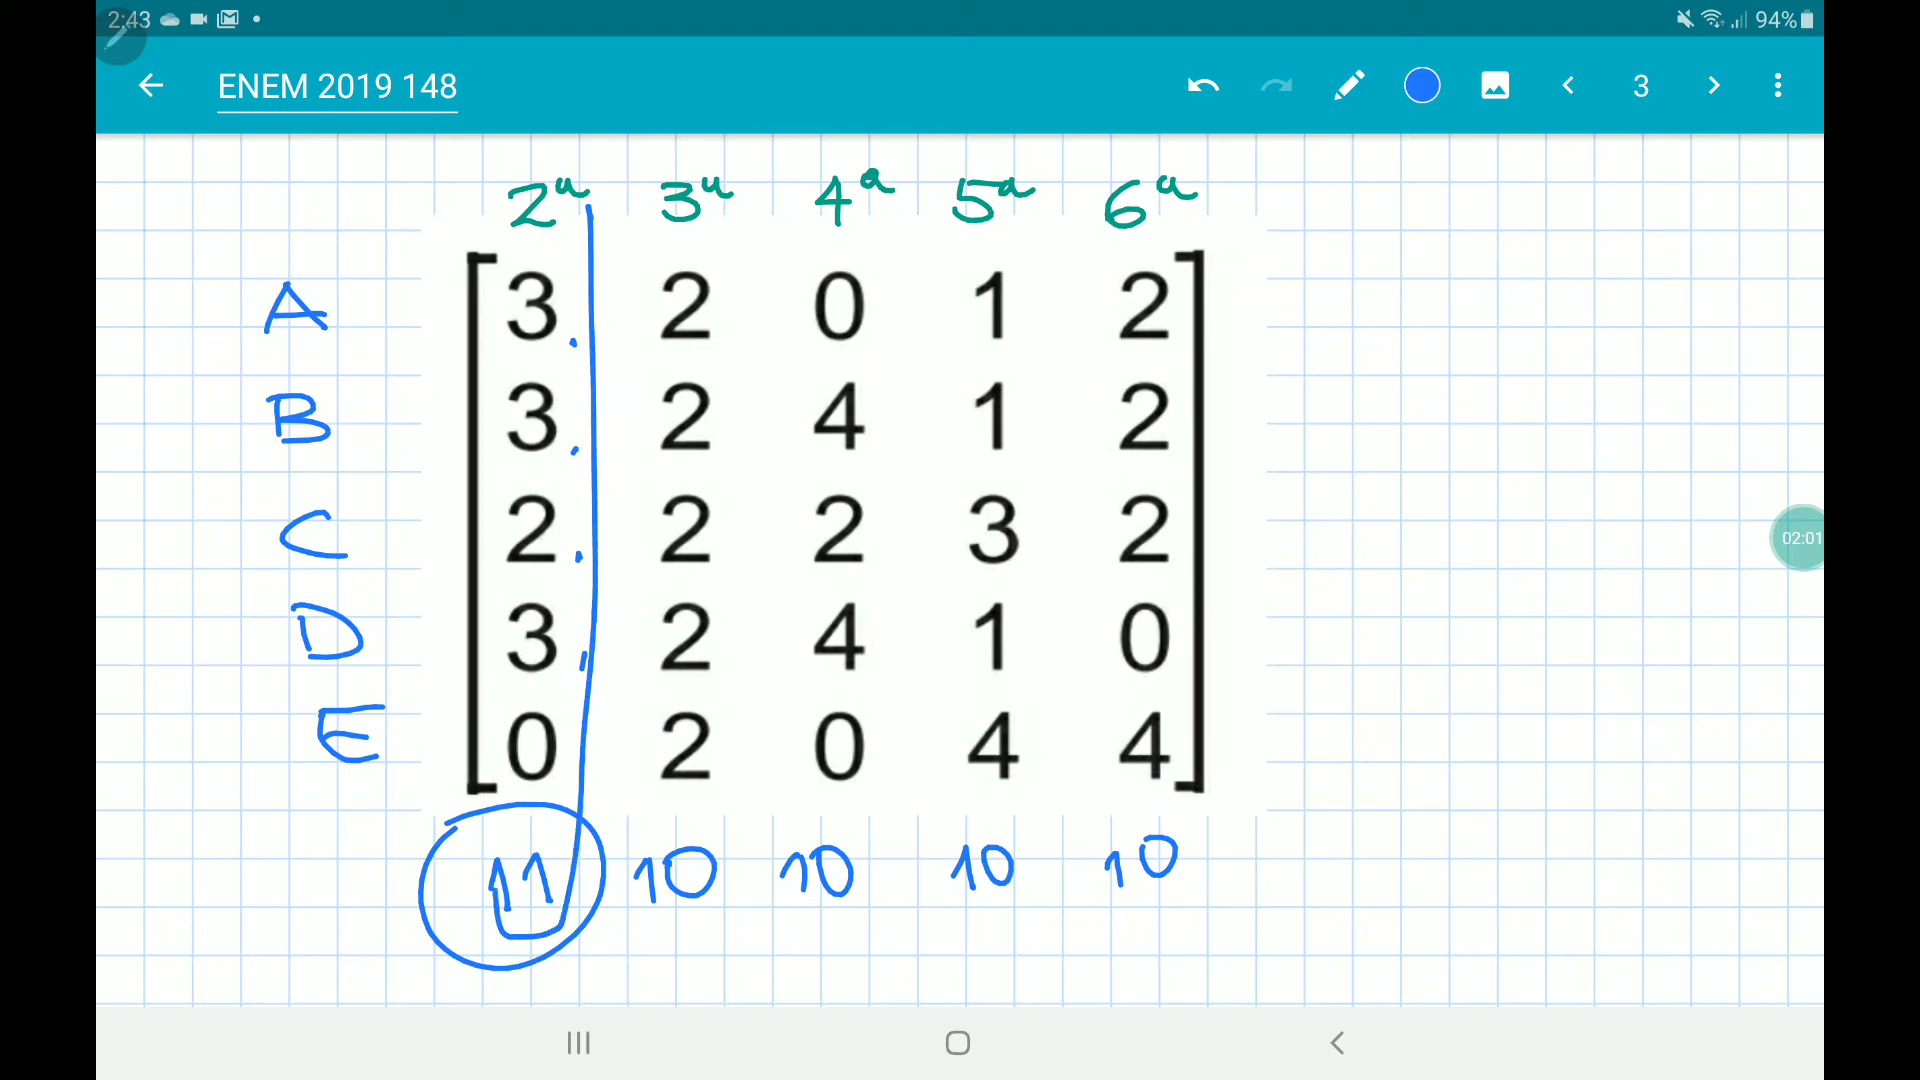 2:43 94%
ENEM 2019 148 3
2ª 3ª 4ª 5ª 6ª
A 3 2 0 1 2
B 3 2 4 1 2
C 2 2 2 3 2
02:01
D 3 2 4 1 0
E 0 2 0 4 4
11 10 10 10 10